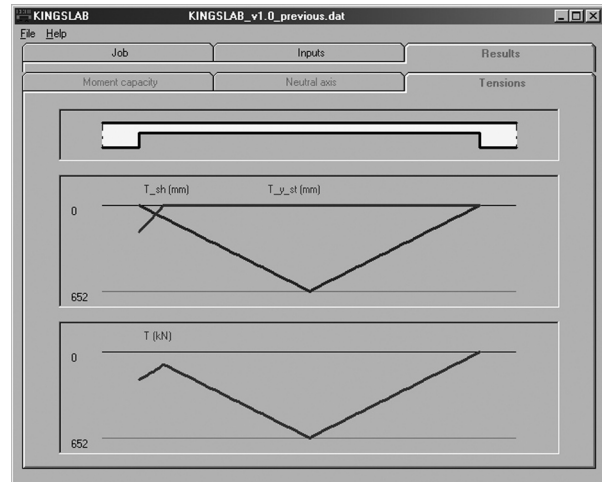 KINGSLAB KINGSLAB_v1.0_previous.dat
File Help
Job Inputs Results
Moment capacity Neutral axis Tensions
T_sh (mm) T_y_st (mm)
0
652
T (kN)
0
652